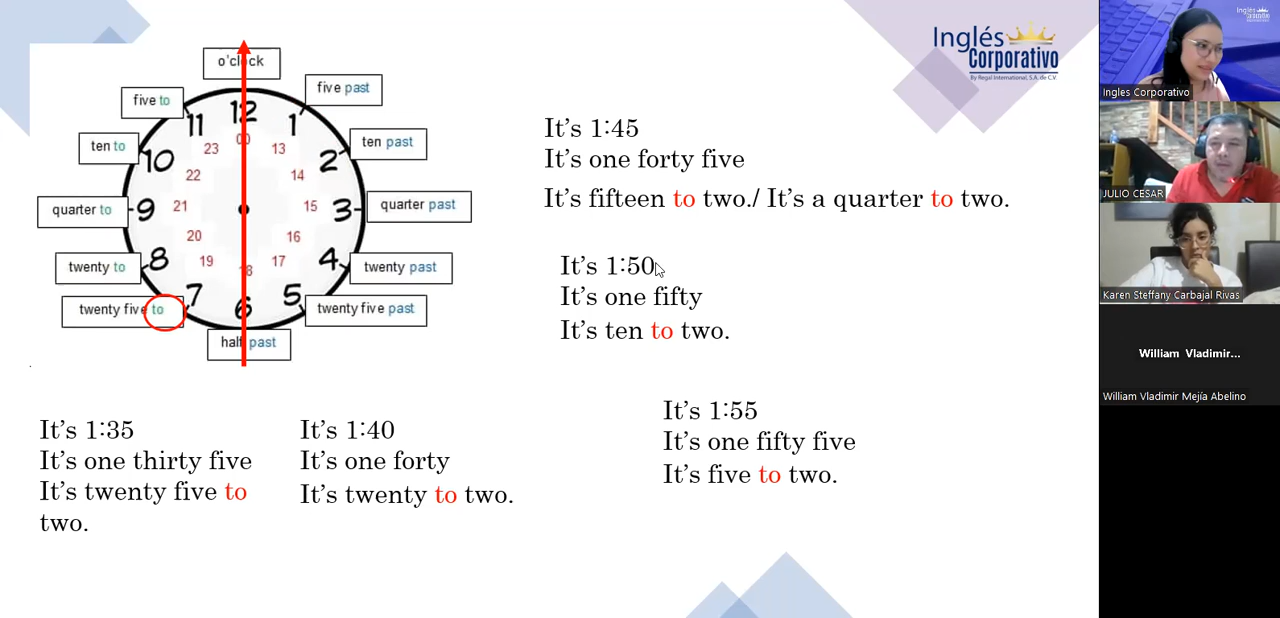 o'clock
five past
ten past
quarter past
twenty past
twenty five past
half past
twenty five to
twenty to
quarter to
ten to
five to
12
1
2
3
4
5
6
7
8
9
10
11
00
13
14
15
16
17
18
19
20
21
22
23
Inglés
Corporativo
By Regal International, S.A. de C.V.
It's 1:45
It's one forty five
It's fifteen to two./ It's a quarter to two.
It's 1:50
It's one fifty
It's ten to two.
It's 1:35
It's one thirty five
It's twenty five to
two.
It's 1:40
It's one forty
It's twenty to two.
It's 1:55
It's one fifty five
It's five to two.
Inglés
Corporativo
Ingles Corporativo
JULIO CESAR
Karen Steffany Carbajal Rivas
William Vladimir...
William Vladimir Mejía Abelino